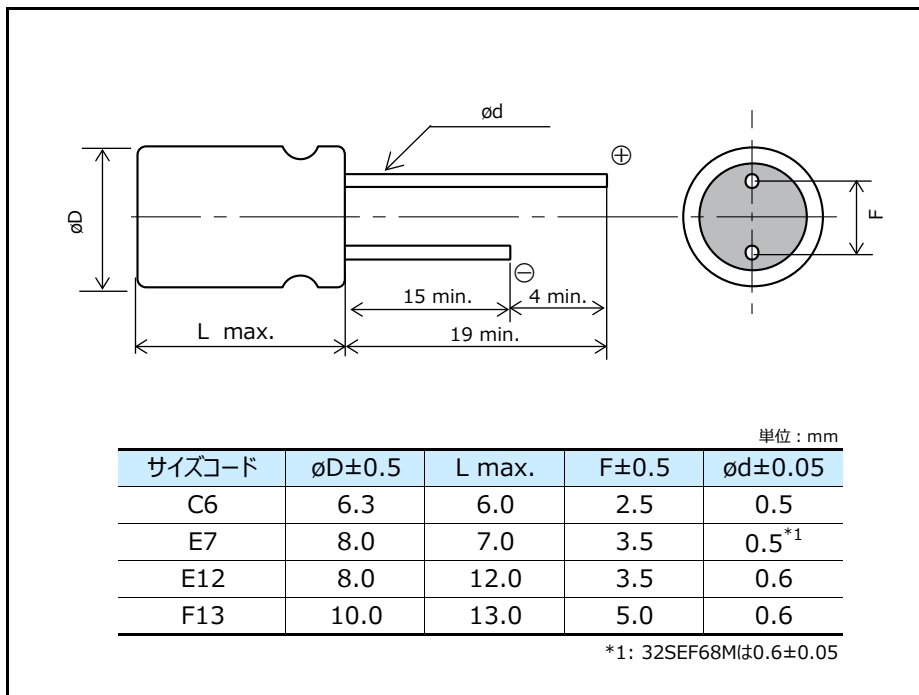 ød
⊕
øD
F
⊖
15 min.
4 min.
L max.
19 min.
単位：mm
サイズコード øD±0.5 L max. F±0.5 ød±0.05
C6 6.3 6.0 2.5 0.5
E7 8.0 7.0 3.5 0.5*1
E12 8.0 12.0 3.5 0.6
F13 10.0 13.0 5.0 0.6
*1: 32SEF68Mは0.6±0.05